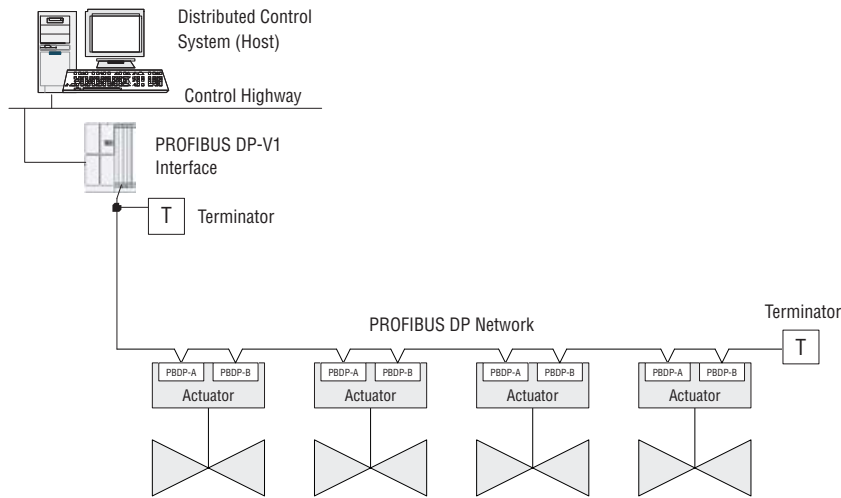 Distributed Control
System (Host)
Control Highway
PROFIBUS DP-V1
Interface
T
Terminator
PROFIBUS DP Network
Terminator
T
PBDP-A PBDP-B PBDP-A PBDP-B PBDP-A PBDP-B PBDP-A PBDP-B
Actuator Actuator Actuator Actuator